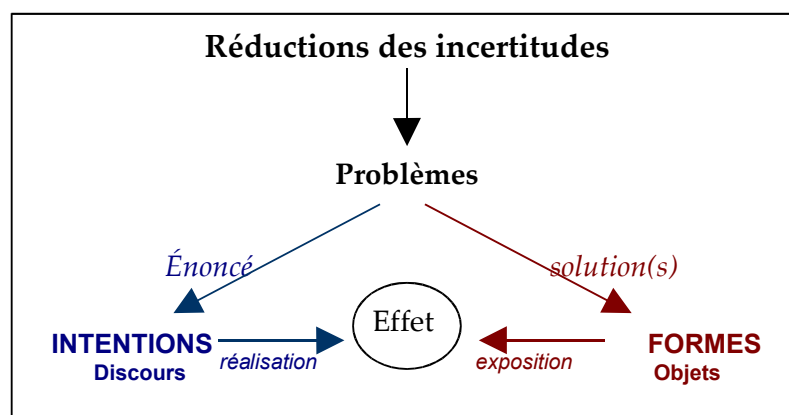 Réductions des incertitudes
Problèmes
Énoncé
solution(s)
Effet
INTENTIONS
réalisation
exposition
FORMES
Discours
Objets